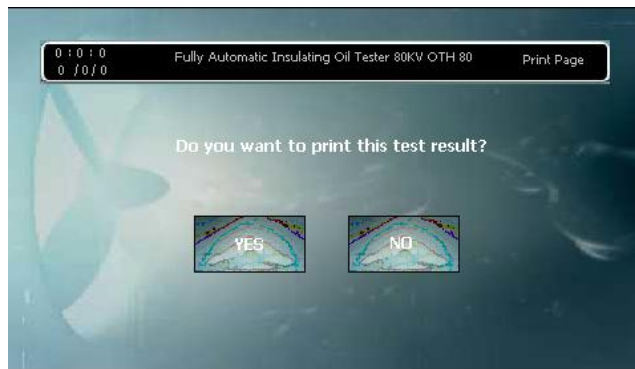 0:0:0
0 /0/0
Fully Automatic Insulating Oil Tester 80KV OTH 80
Print Page
Do you want to print this test result?
YES
NO